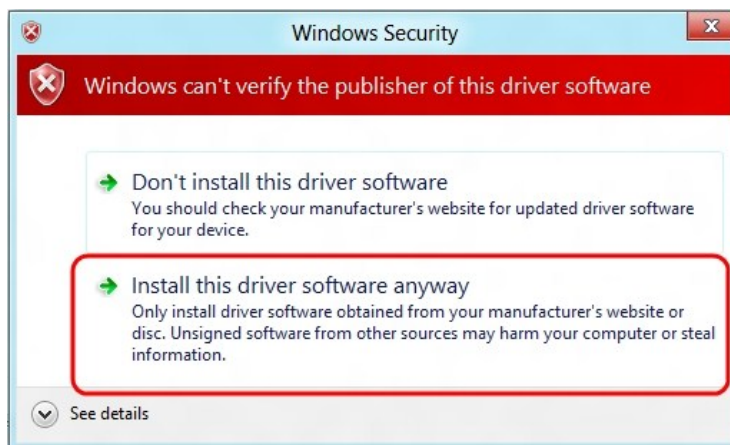 Windows Security
Windows can't verify the publisher of this driver software
Don't install this driver software
You should check your manufacturer's website for updated driver software
for your device.
Install this driver software anyway
Only install driver software obtained from your manufacturer's website or
disc. Unsigned software from other sources may harm your computer or steal
information.
See details